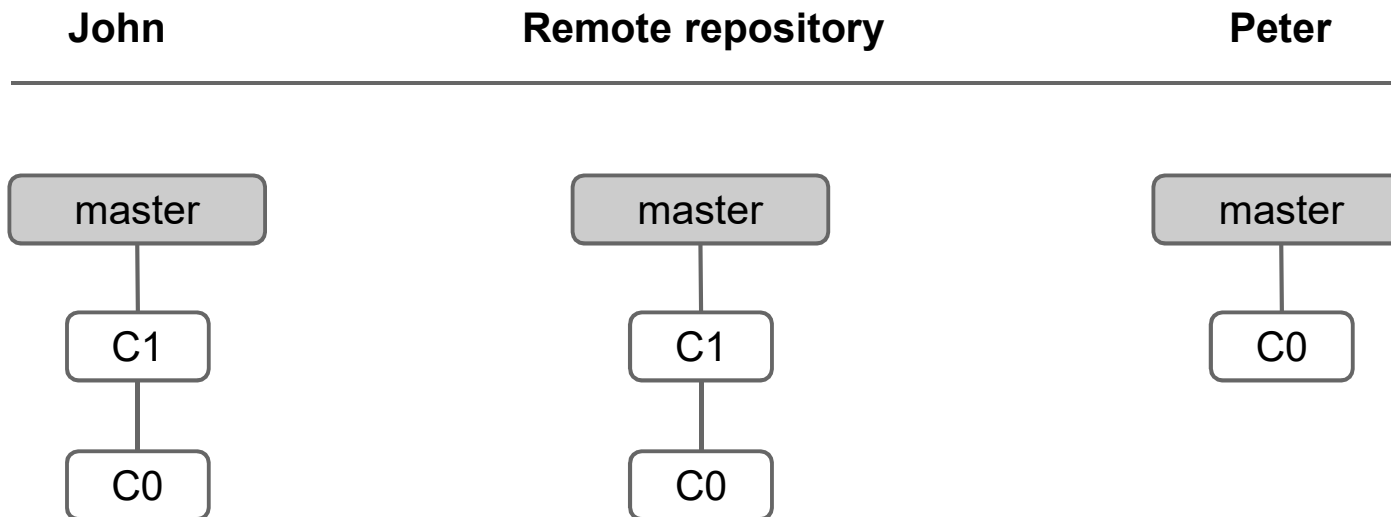 John Remote repository Peter
master master master
C1 C1 C0
C0 C0